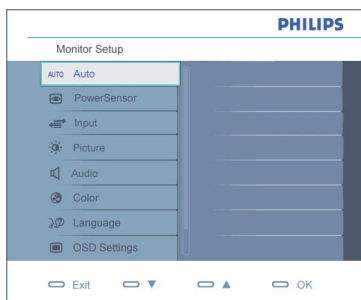 PHILIPS
Monitor Setup
AUTO Auto
PowerSensor
Input
Picture
Audio
Color
Language
OSD Settings
Exit ▼ ▲ OK